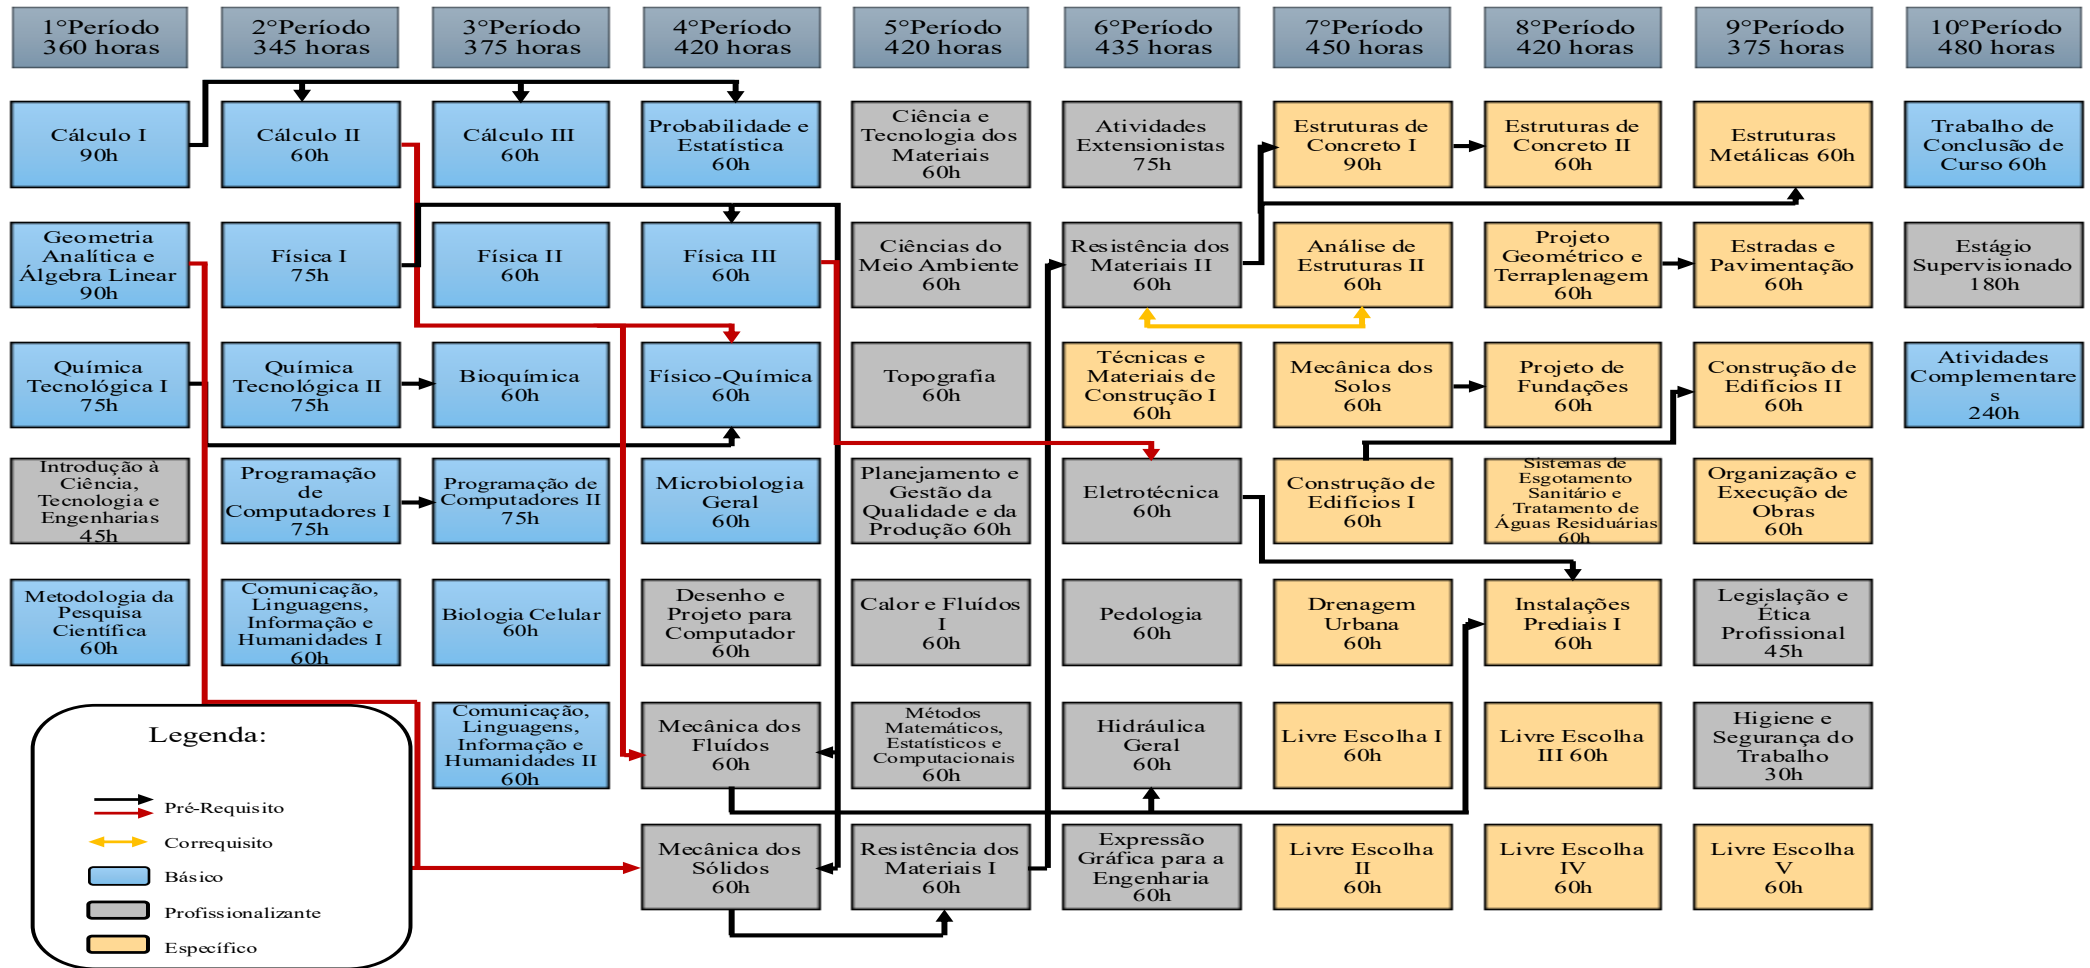 1°Período
360 horas
2°Período
345 horas
3°Período
375 horas
4°Período
420 horas
5°Período
420 horas
6°Período
435 horas
7°Período
450 horas
8°Período
420 horas
9°Período
375 horas
10°Período
480 horas
Cálculo I
90h
Cálculo II
60h
Cálculo III
60h
Probabilidade e
Estatística
60h
Ciência e
Tecnologia dos
Materiais
60h
Atividades
Extensionistas
75h
Estruturas de
Concreto I
90h
Estruturas de
Concreto II
60h
Estruturas
Metálicas 60h
Trabalho de
Conclusão de
Curso 60h
Geometria
Analítica e
Álgebra Linear
90h
Física I
75h
Física II
60h
Física III
60h
Ciências do
Meio Ambiente
60h
Resistência dos
Materiais II
60h
Análise de
Estruturas II
60h
Projeto
Geométrico e
Terraplenagem
60h
Estradas e
Pavimentação
60h
Estágio
Supervisionado
180h
Química
Tecnológica I
75h
Química
Tecnológica II
75h
Bioquímica
60h
Físico-Química
60h
Topografia
60h
Técnicas e
Materiais de
Construção I
60h
Mecânica dos
Solos
60h
Projeto de
Fundações
60h
Construção de
Edifícios II
60h
Atividades
Complementare
s
240h
Introdução à
Ciência,
Tecnologia e
Engenharias
45h
Programação
de
Computadores I
75h
Programação de
Computadores II
75h
Microbiologia
Geral
60h
Planejamento e
Gestão da
Qualidade e da
Produção 60h
Eletrotécnica
60h
Construção de
Edifícios I
60h
Sistemas de
Esgotamento
Sanitário e
Tratamento de
Águas Residuárias
60h
Organização e
Execução de
Obras
60h
Metodologia da
Pesquisa
Científica
60h
Comunicação,
Linguagens,
Informação e
Humanidades I
60h
Biologia Celular
60h
Desenho e
Projeto para
Computador
60h
Calor e Fluídos
I
60h
Pedologia
60h
Drenagem
Urbana
60h
Instalações
Prediais I
60h
Legislação e
Ética
Profissional
45h
Comunicação,
Linguagens,
Informação e
Humanidades II
60h
Mecânica dos
Fluídos
60h
Métodos
Matemáticos,
Estatísticos e
Computacionais
60h
Hidráulica
Geral
60h
Livre Escolha I
60h
Livre Escolha
III 60h
Higiene e
Segurança do
Trabalho
30h
Mecânica dos
Sólidos
60h
Resistência dos
Materiais I
60h
Expressão
Gráfica para a
Engenharia
60h
Livre Escolha
II
60h
Livre Escolha
IV
60h
Livre Escolha
V
60h
Legenda:
Pré-Requisito
Correquisito
Básico
Profissionalizante
Específico